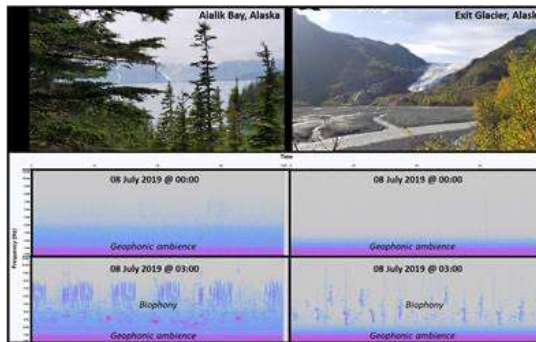 Aialik Bay, Alaska
Exit Glacier, Alask
Time
Frequency (Hz)
08 July 2019 @ 00:00
08 July 2019 @ 00:00
Geophonic ambience
Geophonic ambience
08 July 2019 @ 03:00
08 July 2019 @ 03:00
Biophony
Biophony
Geophonic ambience
Geophonic ambience